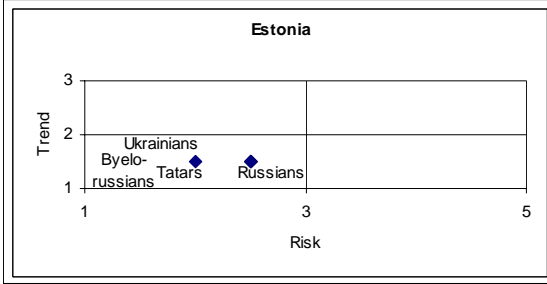 Estonia
3
Trend
2
Ukrainians
Byelo-
russians
Tatars
Russians
1
1
3
5
Risk